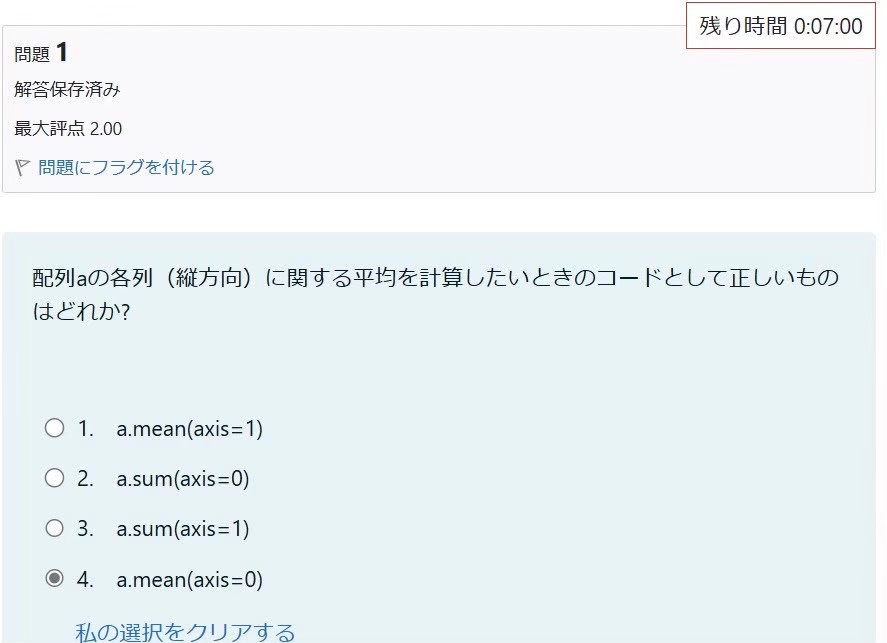 残り時間 0:07:00
問題 1
解答保存済み
最大評点 2.00
問題にフラグを付ける
配列aの各列（縦方向）に関する平均を計算したいときのコードとして正しいもの
はどれか?
1. a.mean(axis=1)
2. a.sum(axis=0)
3. a.sum(axis=1)
4. a.mean(axis=0)
私の選択をクリアする